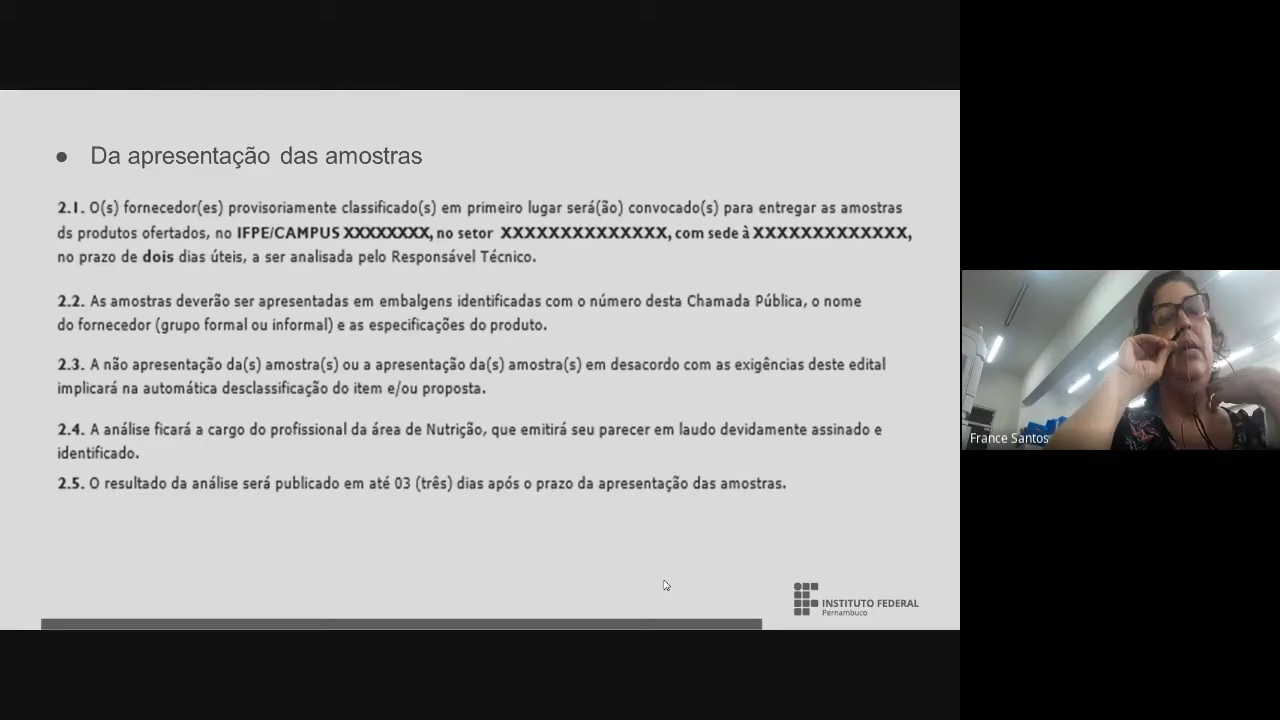 ● Da apresentação das amostras
2.1. O(s) fornecedor(es) provisoriamente classificado(s) em primeiro lugar será(ão) convocado(s) para entregar as amostras
ds produtos ofertados, no IFPE/CAMPUS XXXXXXXX, no setor XXXXXXXXXXXXXX, com sede à XXXXXXXXXXXXX,
no prazo de dois dias úteis, a ser analisada pelo Responsável Técnico.
2.2. As amostras deverão ser apresentadas em embalgens identificadas com o número desta Chamada Pública, o nome
do fornecedor (grupo formal ou informal) e as especificações do produto.
2.3. A não apresentação da(s) amostra(s) ou a apresentação da(s) amostra(s) em desacordo com as exigências deste edital
implicará na automática desclassificação do item e/ou proposta.
2.4. A análise ficará a cargo do profissional da área de Nutrição, que emitirá seu parecer em laudo devidamente assinado e
identificado.
2.5. O resultado da análise será publicado em até 03 (três) dias após o prazo da apresentação das amostras.
INSTITUTO FEDERAL
Pernambuco
France Santos